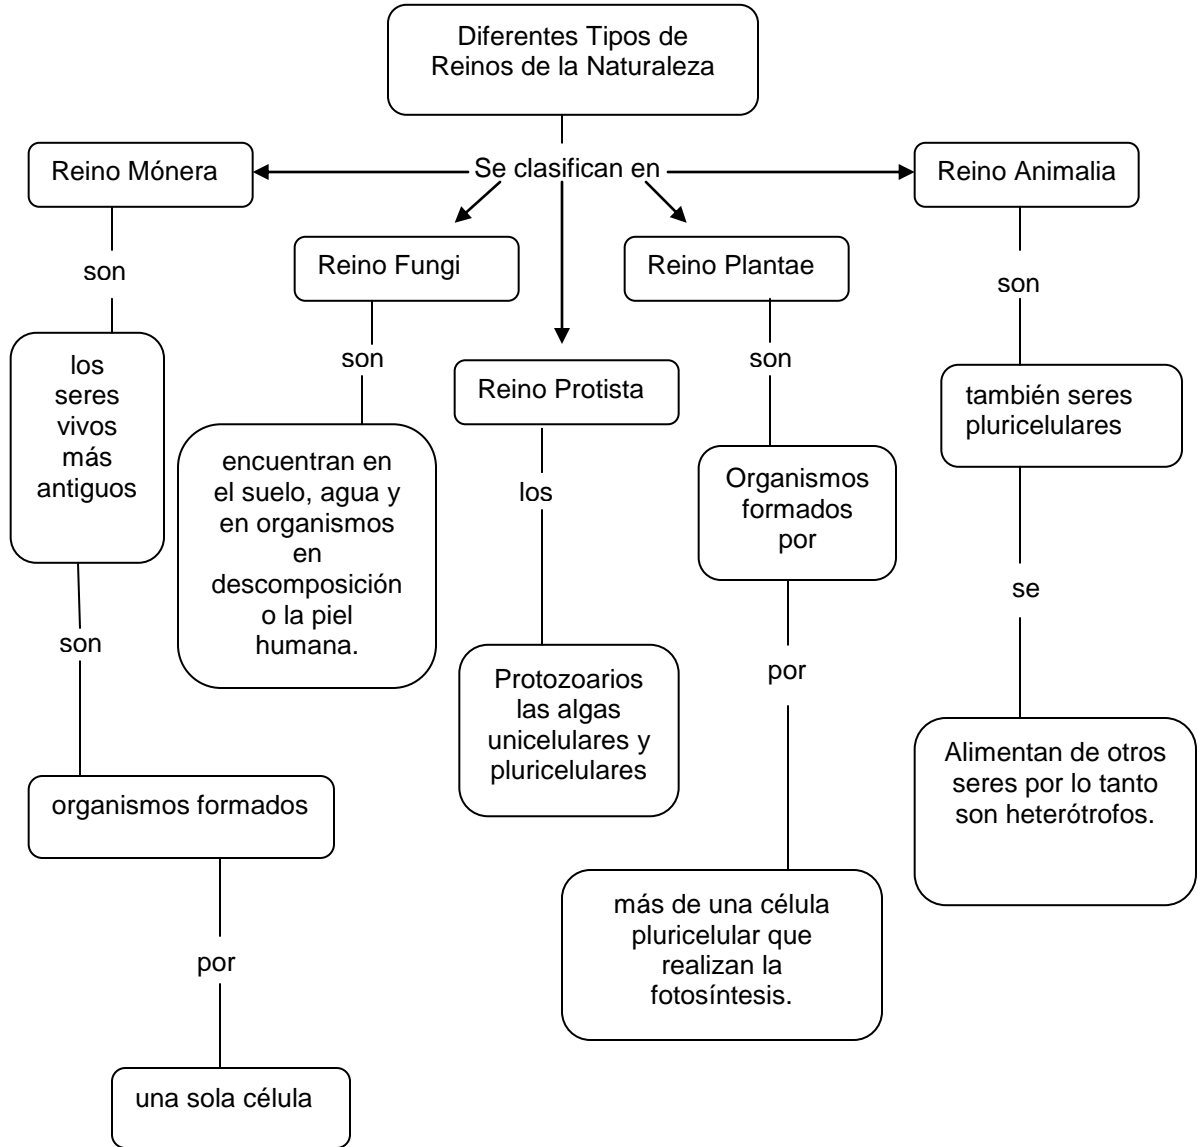 Diferentes Tipos de
Reinos de la Naturaleza
Se clasifican en
Reino Mónera
son
los
seres
vivos
más
antiguos
son
organismos formados
por
una sola célula
Reino Fungi
son
encuentran en
el suelo, agua y
en organismos
en
descomposición
o la piel
humana.
Reino Protista
los
Protozoarios
las algas
unicelulares y
pluricelulares
Reino Plantae
son
Organismos
formados
por
por
más de una célula
pluricelular que
realizan la
fotosíntesis.
Reino Animalia
son
también seres
pluricelulares
se
Alimentan de otros
seres por lo tanto
son heterótrofos.